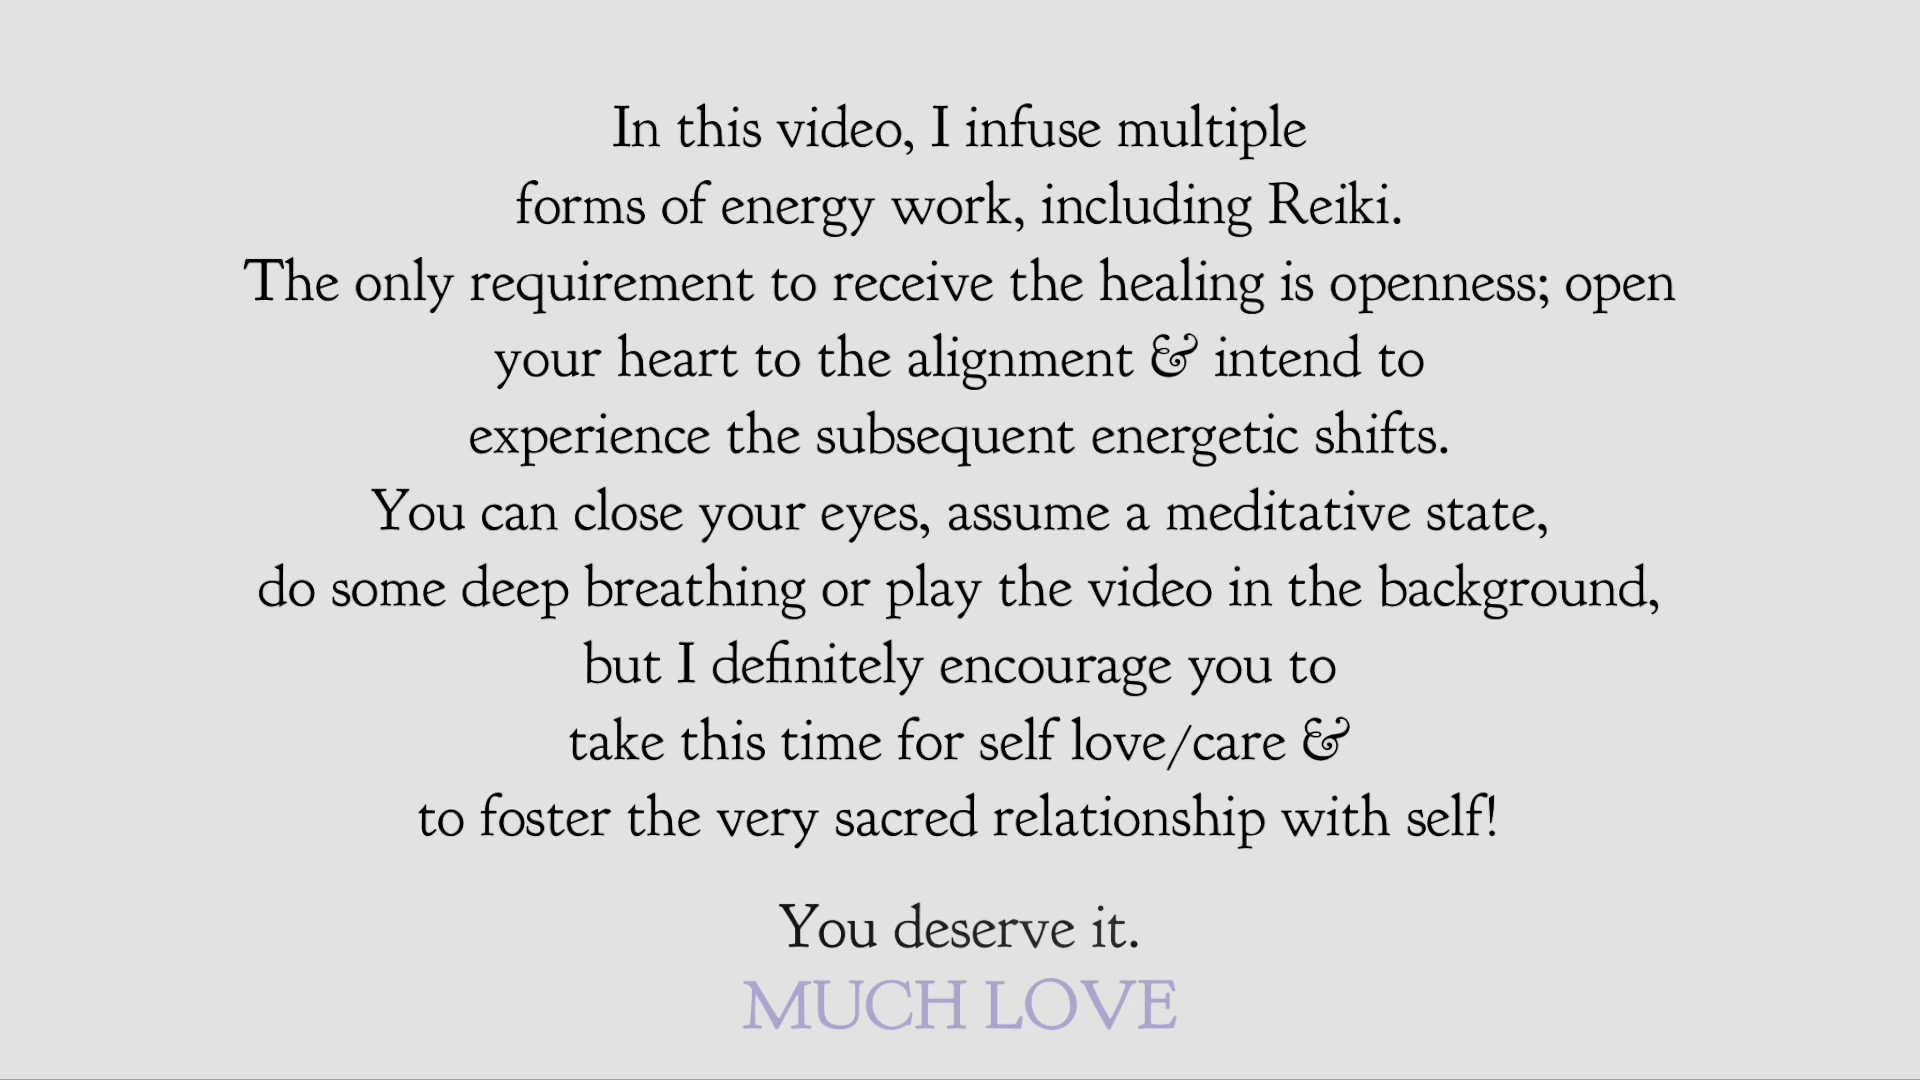 In this video, I infuse multiple
forms of energy work, including Reiki.
The only requirement to receive the healing is openness; open
your heart to the alignment & intend to
experience the subsequent energetic shifts.
You can close your eyes, assume a meditative state,
do some deep breathing or play the video in the background,
but I definitely encourage you to
take this time for self love/care &
to foster the very sacred relationship with self!
You deserve it.
MUCH LOVE